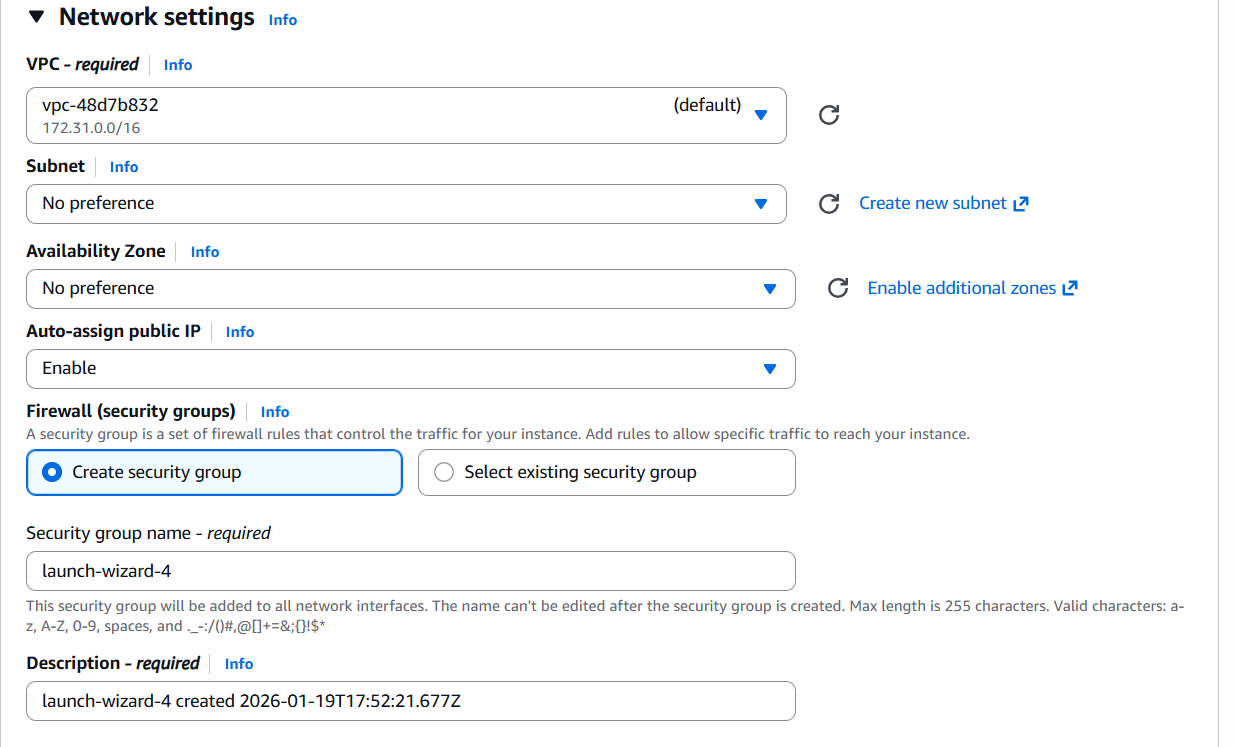 Network settings Info
VPC - required Info
vpc-48d7b832 (default)
172.31.0.0/16
Subnet Info
No preference
Create new subnet
Availability Zone Info
No preference
Enable additional zones
Auto-assign public IP Info
Enable
Firewall (security groups) Info
A security group is a set of firewall rules that control the traffic for your instance. Add rules to allow specific traffic to reach your instance.
Create security group
Select existing security group
Security group name - required
launch-wizard-4
This security group will be added to all network interfaces. The name can't be edited after the security group is created. Max length is 255 characters. Valid characters: a-
z, A-Z, 0-9, spaces, and ._-:/()#,@[]+=&;{}!$*
Description - required Info
launch-wizard-4 created 2026-01-19T17:52:21.677Z